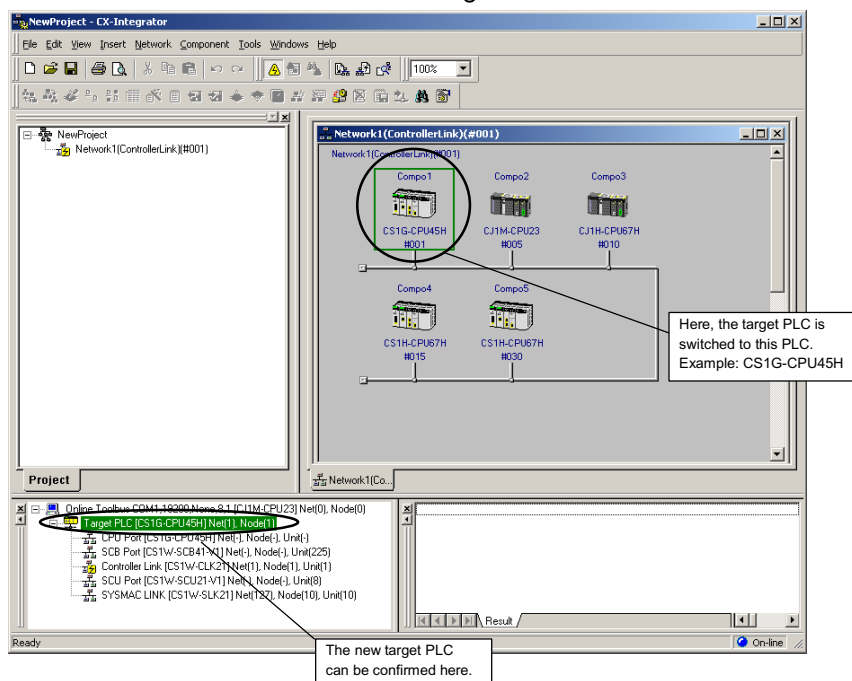 NewProject - CX-Integrator
File Edit View Insert Network Component Tools Windows Help
100%
NewProject
Network1(ControllerLink)(#001)
Project
Network1(ControllerLink)(#001)
Network1(ControllerLink)(#001)
Compo1 Compo2 Compo3
CS1G-CPU45H CJ1M-CPU23 CJ1H-CPU67H
#001 #005 #010
Compo4 Compo5
CS1H-CPU67H CS1H-CPU67H
#015 #030
Here, the target PLC is
switched to this PLC.
Example: CS1G-CPU45H
Network1(Co...
Online Toolbus COM1,19200,None,8,1 [CJ1M-CPU23] Net(0), Node(0)
Target PLC [CS1G-CPU45H] Net(1), Node(1)
CPU Port [CS1G-CPU45H] Net(-), Node(-), Unit(-)
SCB Port [CS1W-SCB41-V1] Net(-), Node(-), Unit(225)
Controller Link [CS1W-CLK21] Net(1), Node(1), Unit(1)
SCU Port [CS1W-SCU21-V1] Net(-), Node(-), Unit(8)
SYSMAC LINK [CS1W-SLK21] Net(127), Node(10), Unit(10)
Result
Ready
On-line
The new target PLC
can be confirmed here.